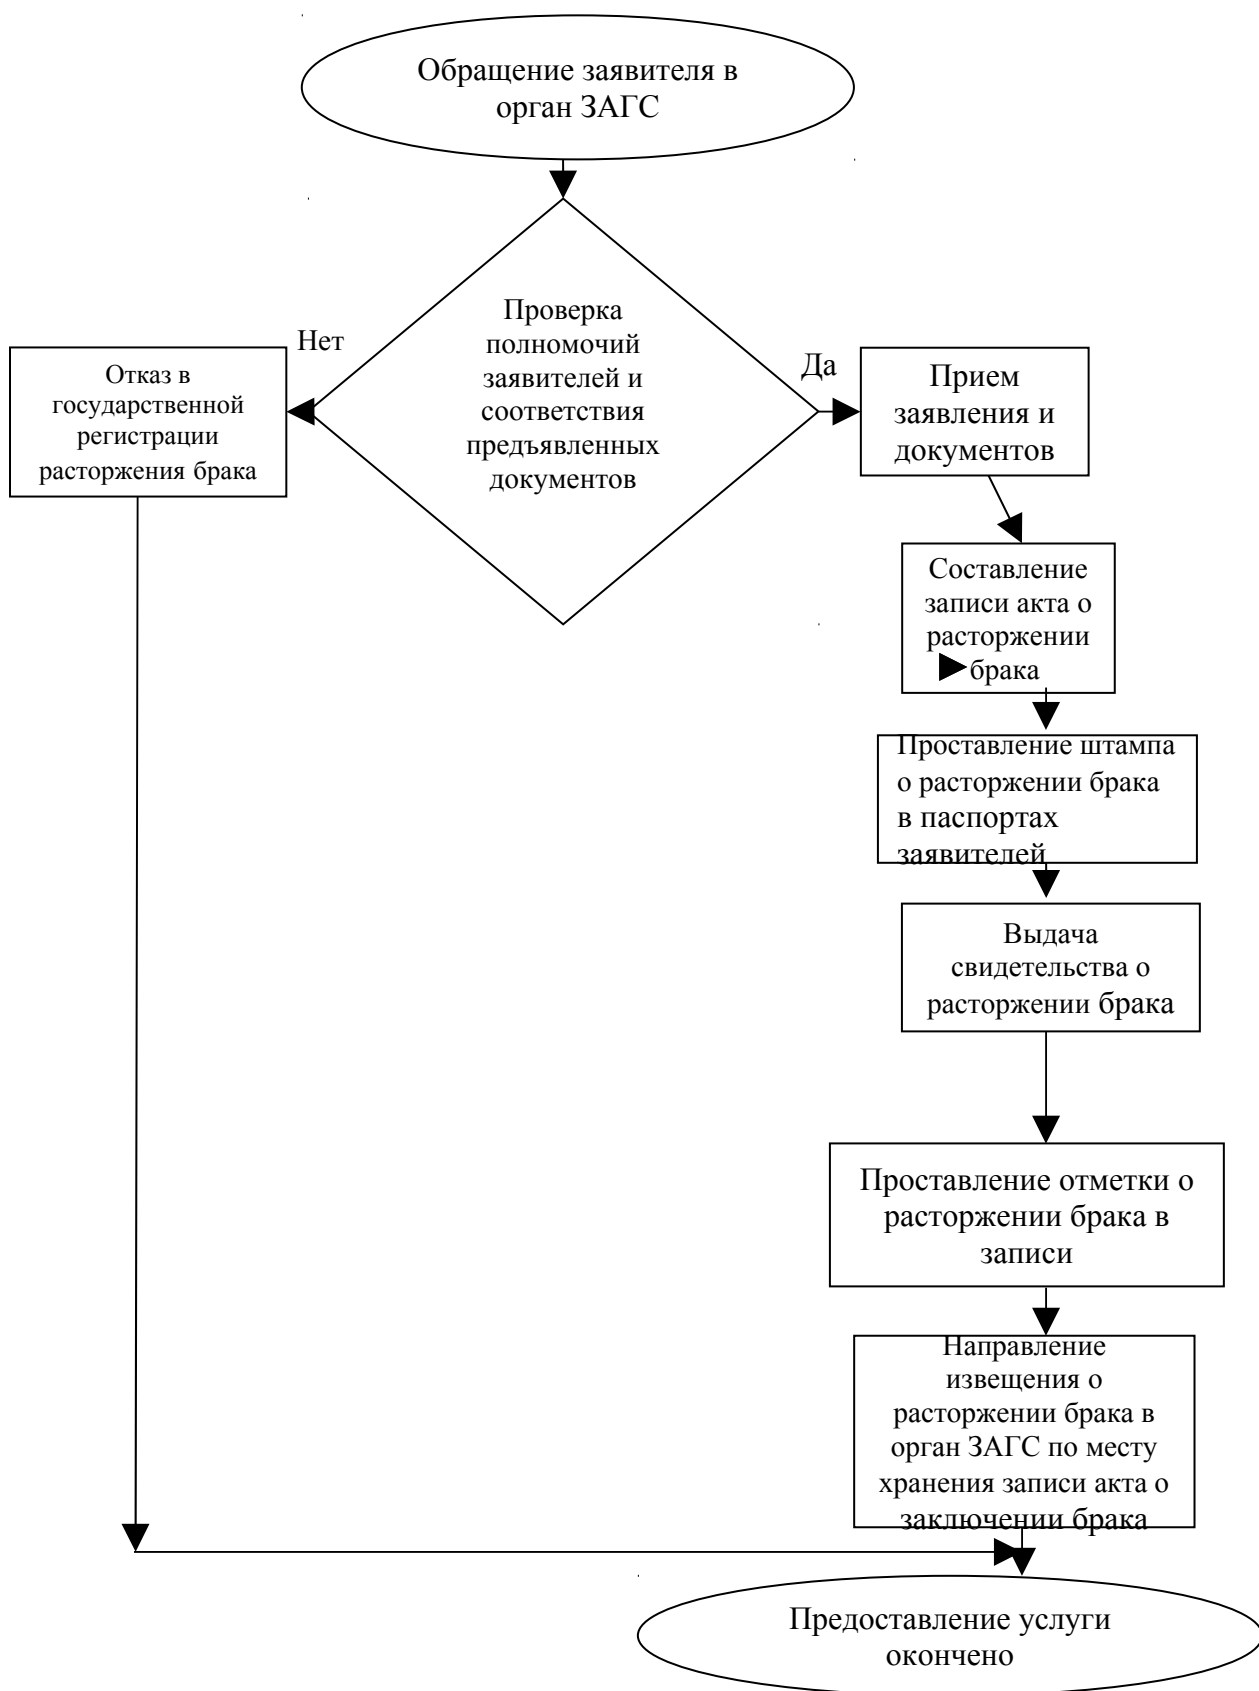 Обращение заявителя в
орган ЗАГС
Проверка
полномочий
заявителей и
соответствия
предъявленных
документов
Нет
Отказ в
государственной
регистрации
расторжения брака
Да
Прием
заявления и
документов
Составление
записи акта о
расторжении
брака
Проставление штампа
о расторжении брака
в паспортах
заявителей
Выдача
свидетельства о
расторжении брака
Проставление отметки о
расторжении брака в
записи
Направление
извещения о
расторжении брака в
орган ЗАГС по месту
хранения записи акта о
заключении брака
Предоставление услуги
окончено